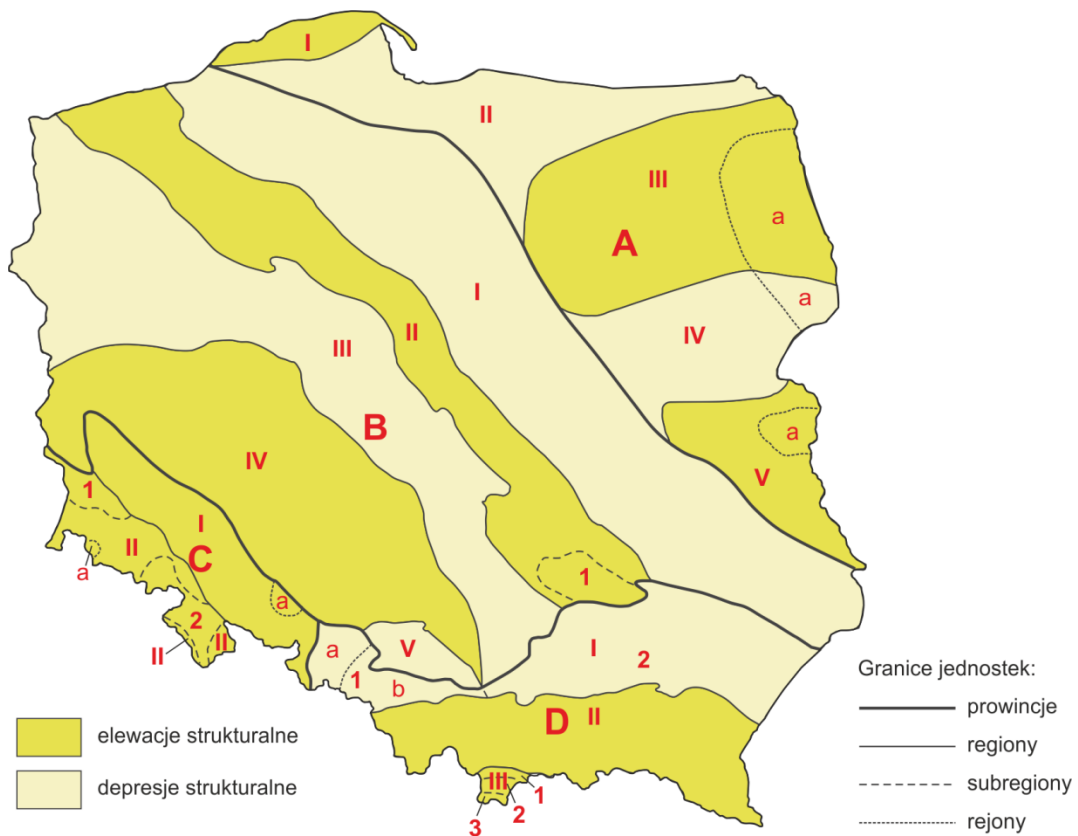 I
II
III
A
a
a
I
II
IV
III
B
a
V
IV
1
I
II
C
a
1
a
2
II
II
a
V
I
2
1
b
D
II
III
1
2
3
elewacje strukturalne
depresje strukturalne
Granice jednostek:
prowincje
regiony
subregiony
rejony